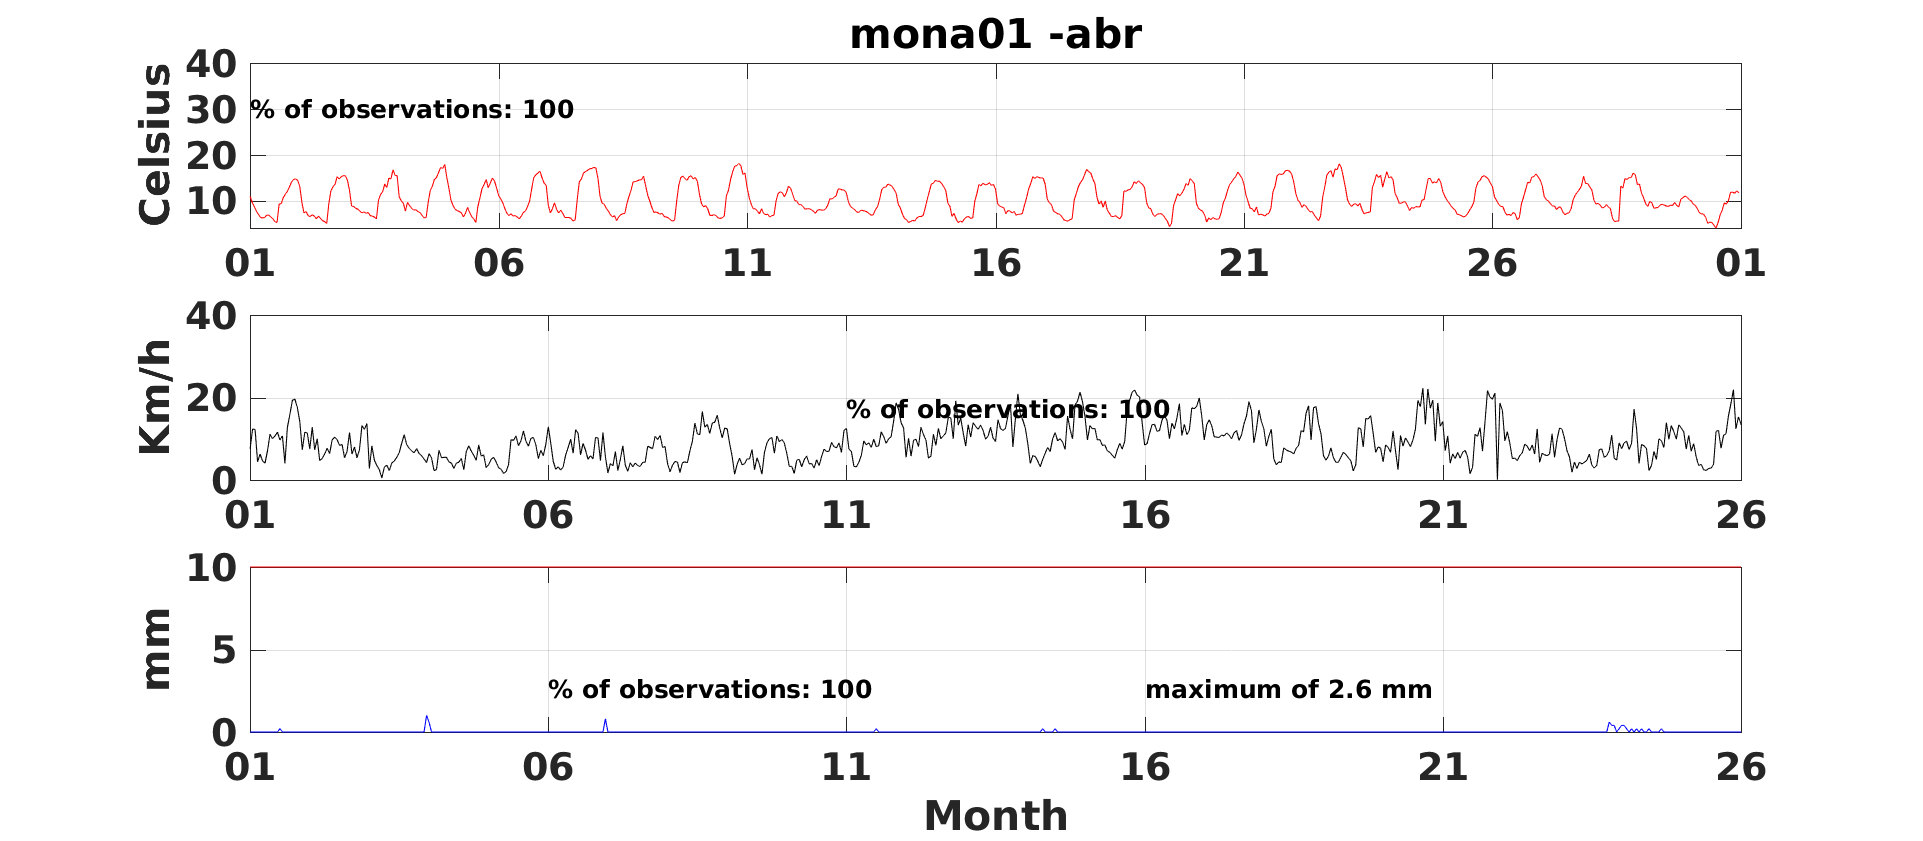 mona01 -abr
Celsius
40
30
20
10
% of observations: 100
01 06 11 16 21 26 01
Km/h
40
20
0
% of observations: 100
01 06 11 16 21 26
mm
10
5
0
% of observations: 100 maximum of 2.6 mm
01 06 11 16 21 26
Month